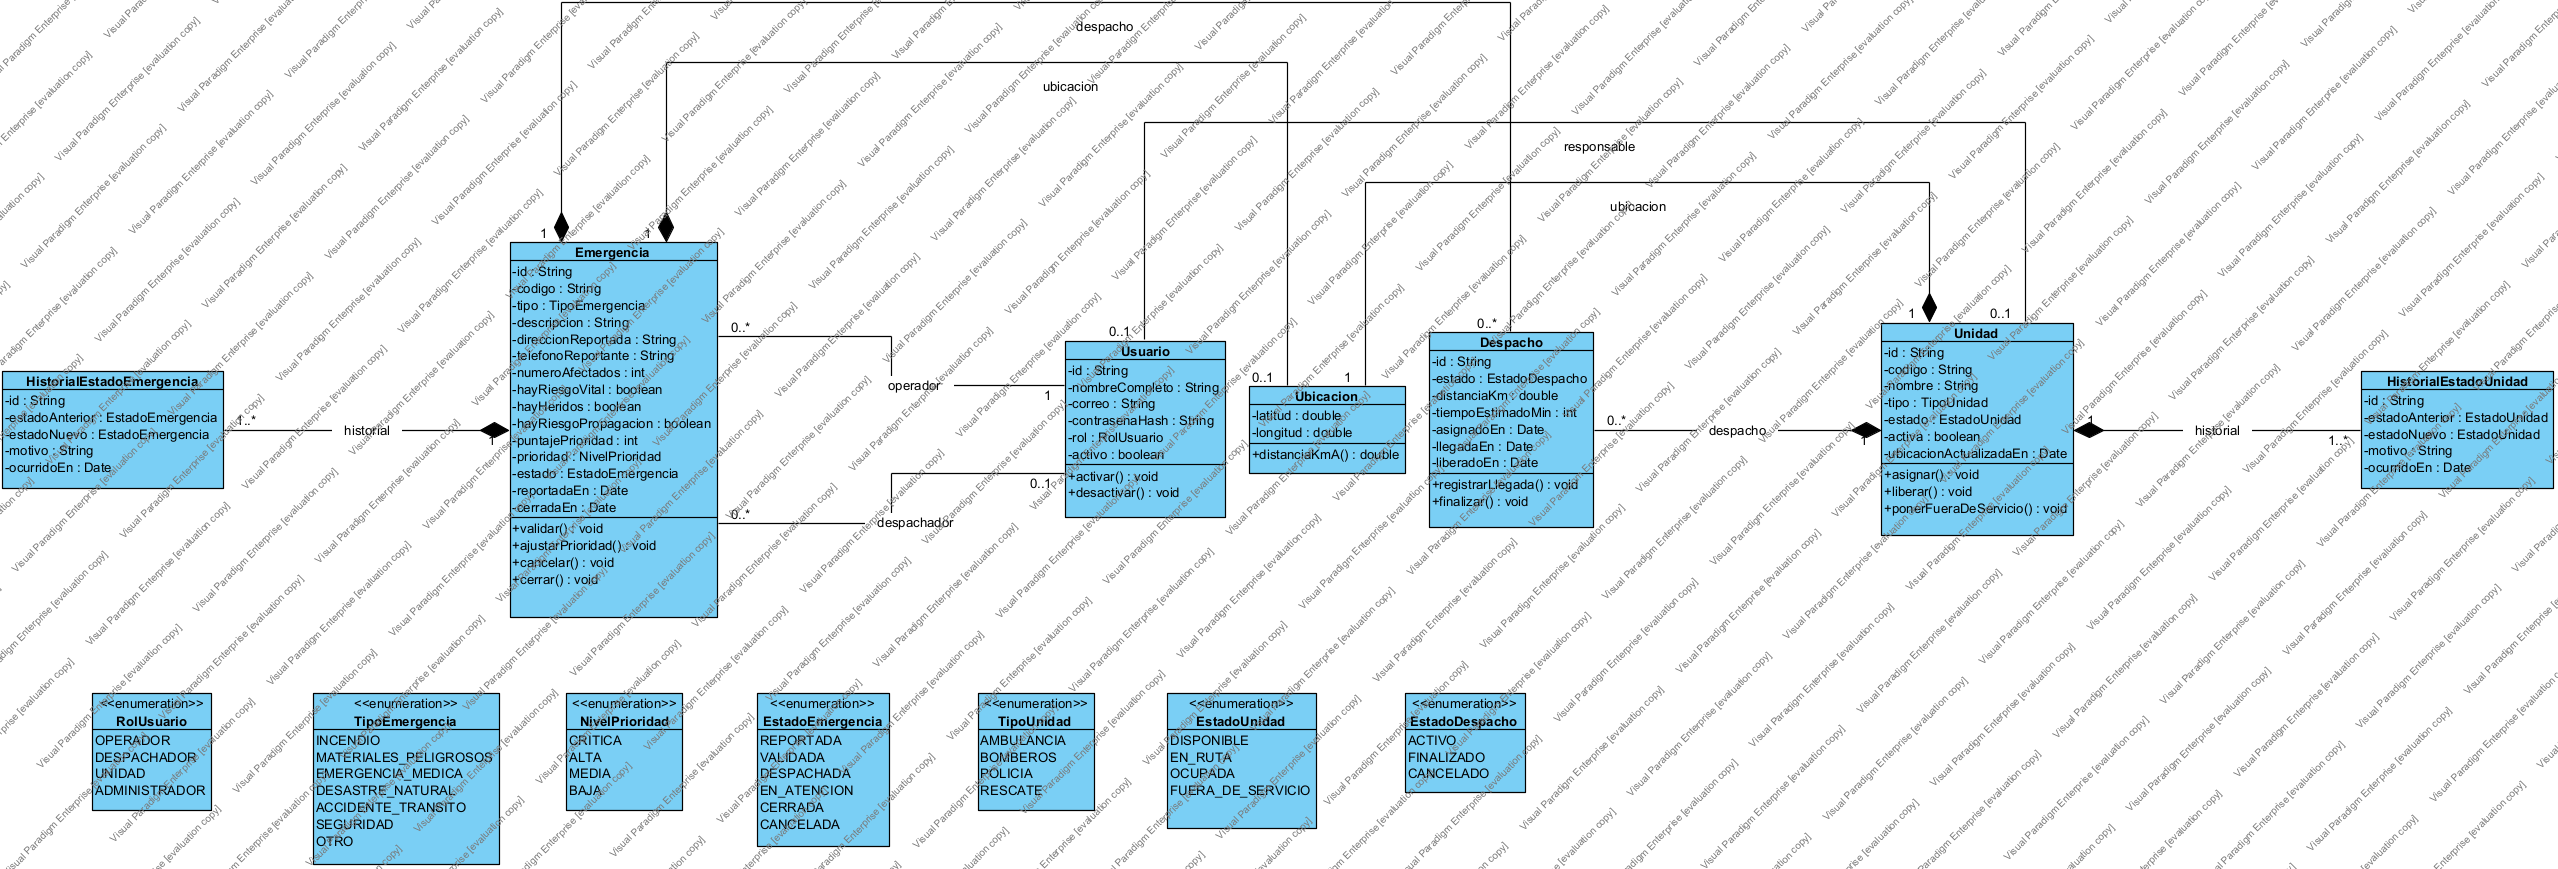 despacho
ubicacion
responsable
ubicacion
1
1
Emergencia
-id : String
-codigo : String
-tipo : TipoEmergencia
-descripcion : String
-direccionReportada : String
-telefonoReportante : String
-numeroAfectados : int
-hayRiesgoVital : boolean
-hayHeridos : boolean
-hayRiesgoPropagacion : boolean
-puntajePrioridad : int
-prioridad : NivelPrioridad
-estado : EstadoEmergencia
-reportadaEn : Date
-cerradaEn : Date
+validar() : void
+ajustarPrioridad() : void
+cancelar() : void
+cerrar() : void
HistorialEstadoEmergencia
-id : String
-estadoAnterior : EstadoEmergencia
-estadoNuevo : EstadoEmergencia
-motivo : String
-ocurridoEn : Date
1..*
historial
1
0..*
operador
1
0..*
despachador
0..1
0..1
Usuario
-id : String
-nombreCompleto : String
-correo : String
-contrasenaHash : String
-rol : RolUsuario
-activo : boolean
+activar() : void
+desactivar() : void
0..1
1
Ubicacion
-latitud : double
-longitud : double
+distanciaKmA() : double
0..*
Despacho
-id : String
-estado : EstadoDespacho
-distanciaKm : double
-tiempoEstimadoMin : int
-asignadoEn : Date
-llegadaEn : Date
-liberadoEn : Date
+registrarLlegada() : void
+finalizar() : void
0..*
despacho
1
1
0..1
Unidad
-id : String
-codigo : String
-nombre : String
-tipo : TipoUnidad
-estado : EstadoUnidad
-activa : boolean
-ubicacionActualizadaEn : Date
+asignar() : void
+liberar() : void
+ponerFueraDeServicio() : void
1
historial
1..*
HistorialEstadoUnidad
-id : String
-estadoAnterior : EstadoUnidad
-estadoNuevo : EstadoUnidad
-motivo : String
-ocurridoEn : Date
<<enumeration>>
RolUsuario
OPERADOR
DESPACHADOR
UNIDAD
ADMINISTRADOR
<<enumeration>>
TipoEmergencia
INCENDIO
MATERIALES_PELIGROSOS
EMERGENCIA_MEDICA
DESASTRE_NATURAL
ACCIDENTE_TRANSITO
SEGURIDAD
OTRO
<<enumeration>>
NivelPrioridad
CRITICA
ALTA
MEDIA
BAJA
<<enumeration>>
EstadoEmergencia
REPORTADA
VALIDADA
DESPACHADA
EN_ATENCION
CERRADA
CANCELADA
<<enumeration>>
TipoUnidad
AMBULANCIA
BOMBEROS
POLICIA
RESCATE
<<enumeration>>
EstadoUnidad
DISPONIBLE
EN_RUTA
OCUPADA
FUERA_DE_SERVICIO
<<enumeration>>
EstadoDespacho
ACTIVO
FINALIZADO
CANCELADO
Visual Paradigm Enterprise [evaluation copy]